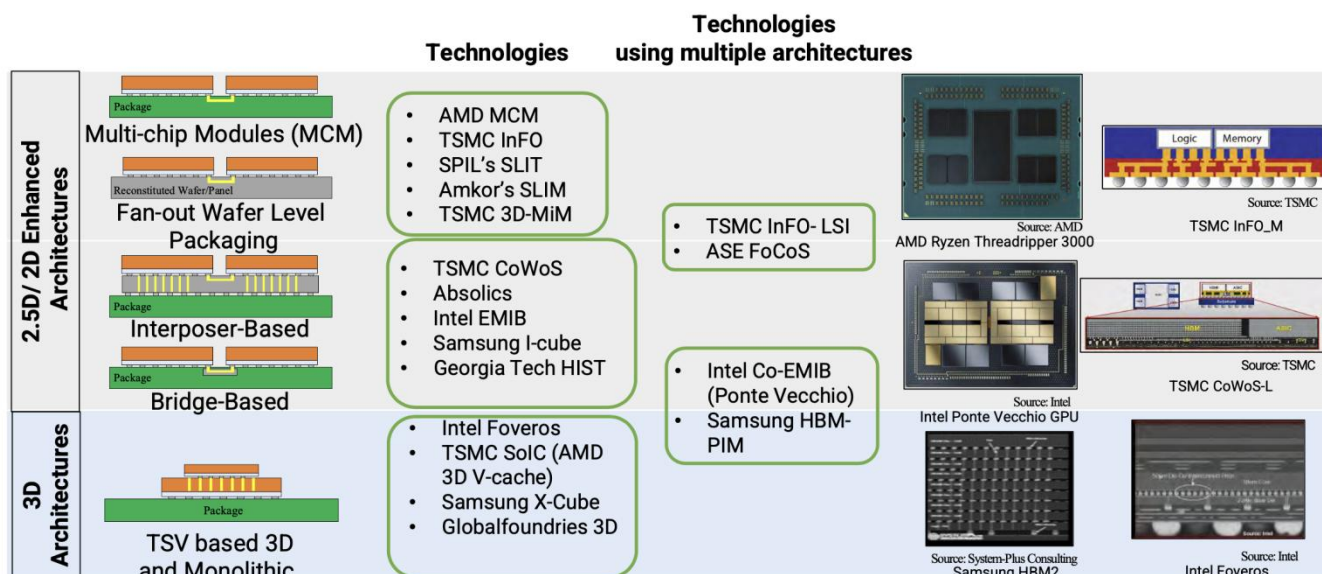 Technologies
Technologies
using multiple architectures
2.5D/ 2D Enhanced
Architectures
Package
Multi-chip Modules (MCM)
Reconstituted Wafer/Panel
Fan-out Wafer Level
Packaging
Package
Interposer-Based
Package
Bridge-Based
• AMD MCM
• TSMC InFO
• SPIL's SLIT
• Amkor's SLIM
• TSMC 3D-MiM
• TSMC CoWoS
• Absolics
• Intel EMIB
• Samsung I-cube
• Georgia Tech HIST
• TSMC InFO- LSI
• ASE FoCoS
• Intel Co-EMIB
(Ponte Vecchio)
• Samsung HBM-
PIM
Source: AMD
AMD Ryzen Threadripper 3000
Logic Memory
Source: TSMC
TSMC InFO_M
Source: Intel
Intel Ponte Vecchio GPU
HBM ASIC
Substrate
HBM ASIC
Source: TSMC
TSMC CoWoS-L
3D
Architectures
Package
TSV based 3D
and Monolithic
• Intel Foveros
• TSMC SoIC (AMD
3D V-cache)
• Samsung X-Cube
• Globalfoundries 3D
Source: System-Plus Consulting
Samsung HBM2
Source: Intel
Source: Intel
Intel Foveros